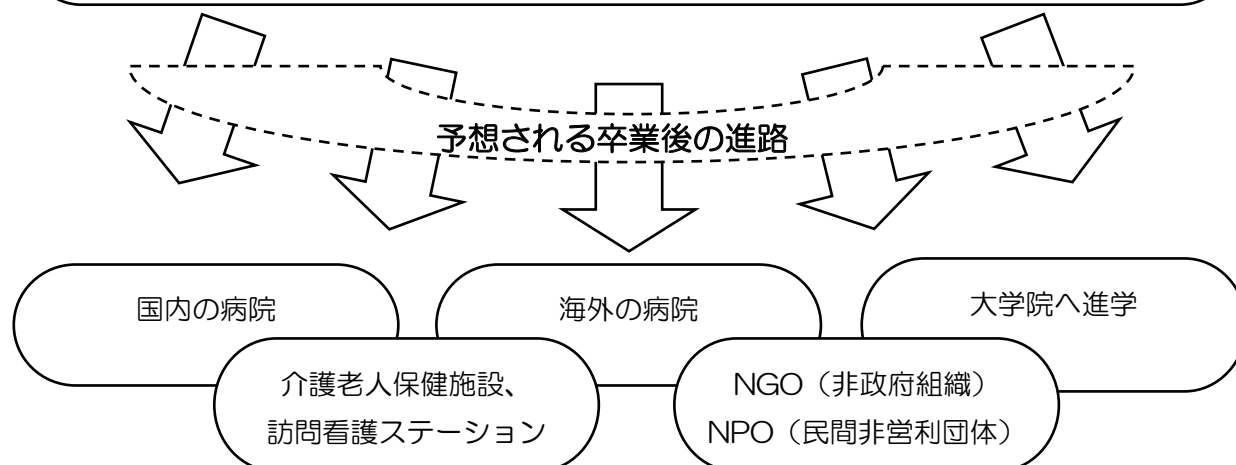 予想される卒業後の進路
国内の病院
海外の病院
大学院へ進学
介護老人保健施設、
訪問看護ステーション
NGO（非政府組織）
NPO（民間非営利団体）